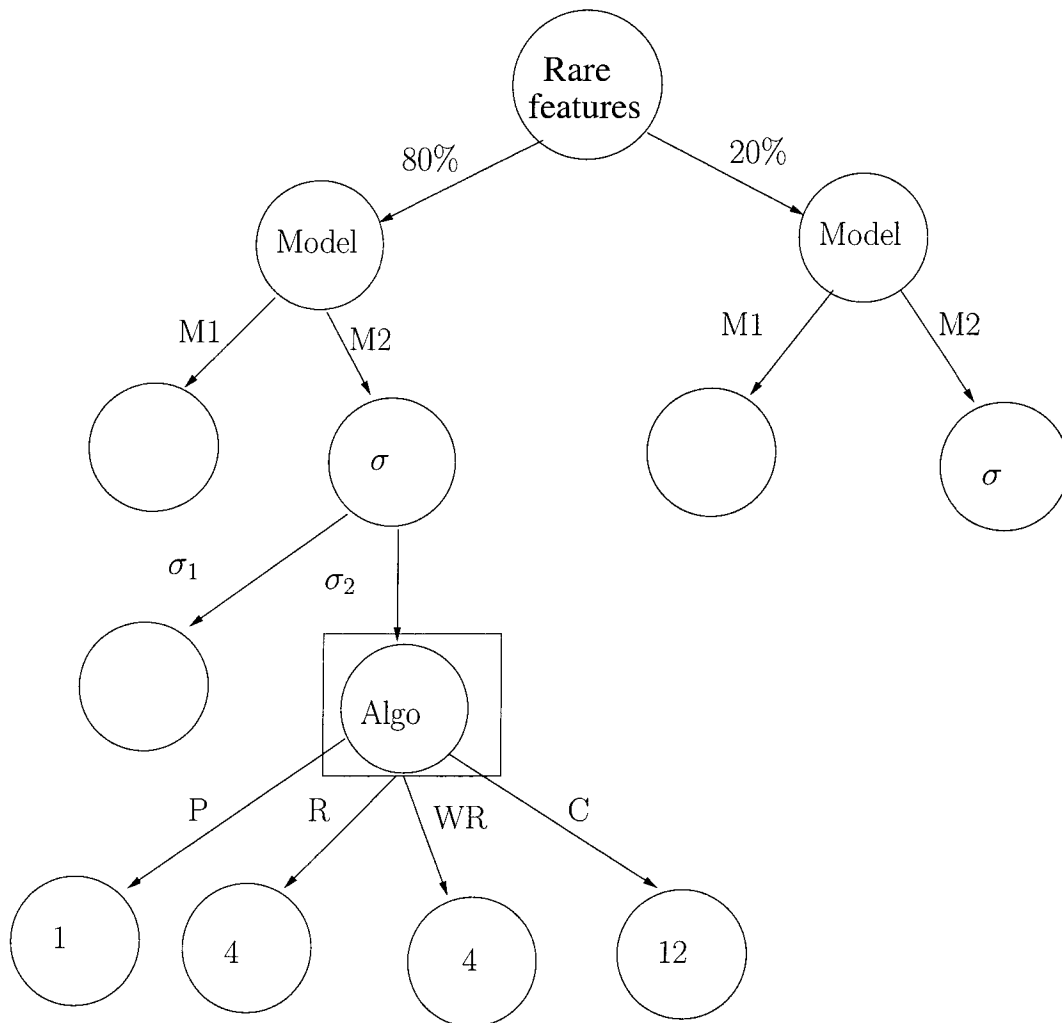 Rare
features
80%
20%
Model
Model
M1
M2
M1
M2
σ
σ
σ₁
σ₂
Algo
P
R
WR
C
1
4
4
12